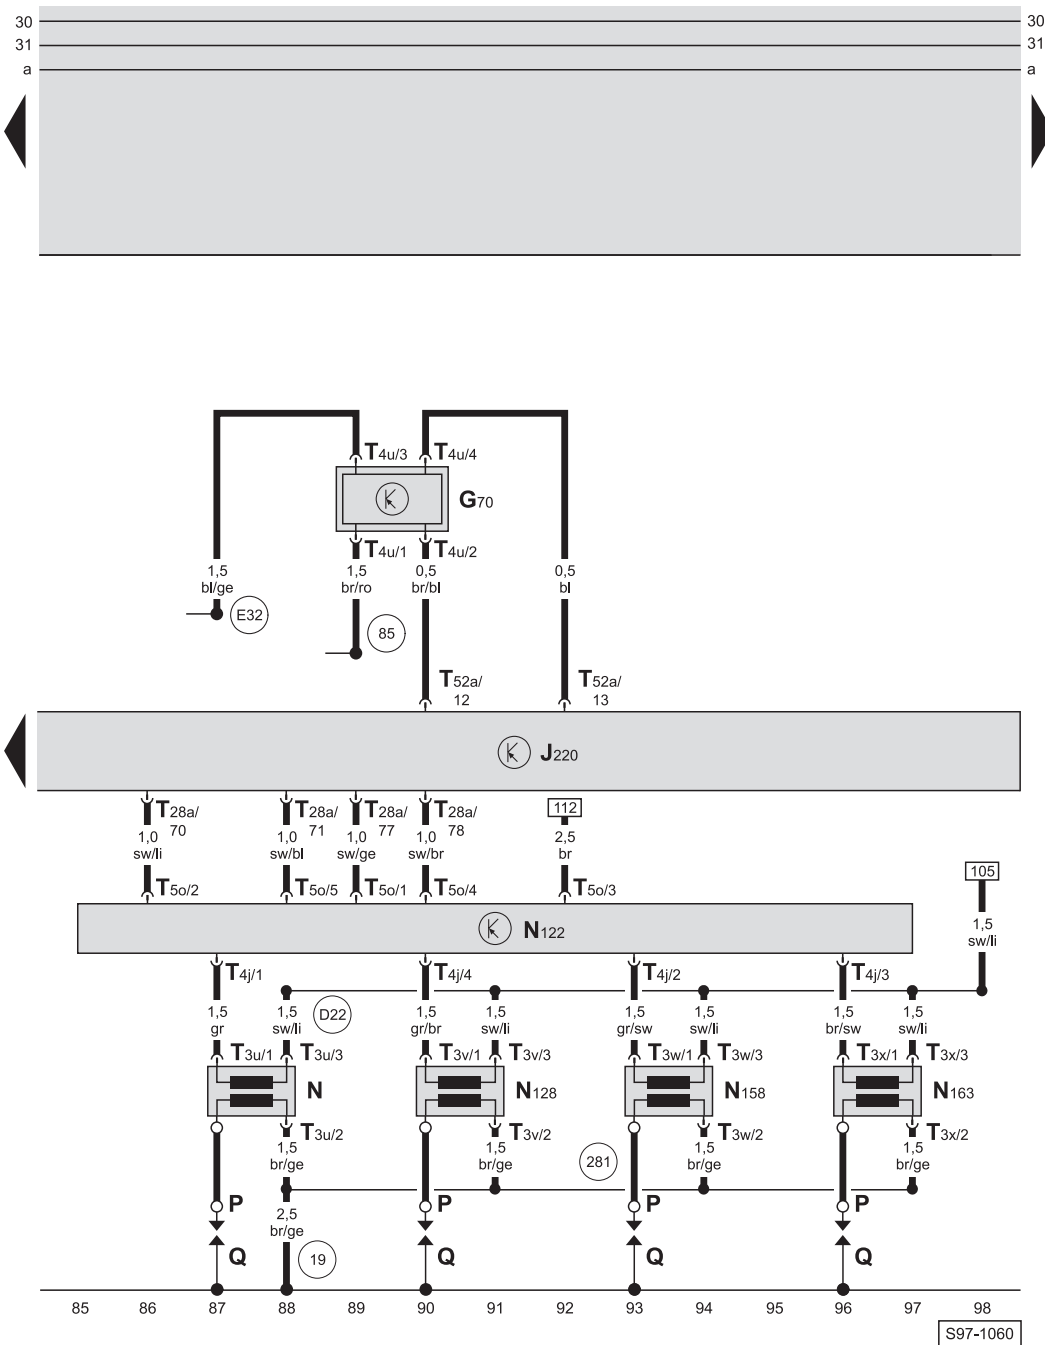 30 30
31 31
a a
T4u/3 T4u/4
G70
T4u/1 T4u/2
1,5 1,5 0,5 0,5
bl/ge br/ro br/bl bl
E32
85
T52a/ T52a/
12 13
J220
T28a/ T28a/ T28a/ T28a/ 112
70 71 77 78
1,0 1,0 1,0 1,0 2,5
sw/li sw/bl sw/ge sw/br br
T5o/2 T5o/5 T5o/1 T5o/4 T5o/3
105
N122
1,5
sw/li
T4j/1 T4j/4 T4j/2 T4j/3
1,5 1,5 1,5 1,5 1,5 1,5 1,5 1,5
D22
gr sw/li gr/br sw/li gr/sw sw/li br/sw sw/li
T3u/1 T3u/3 T3v/1 T3v/3 T3w/1 T3w/3 T3x/1 T3x/3
N N128 N158 N163
T3u/2 T3v/2 T3w/2 T3x/2
1,5 1,5 1,5 1,5
br/ge br/ge 281 br/ge br/ge
P P P P
2,5
br/ge
Q 19 Q Q Q
85 86 87 88 89 90 91 92 93 94 95 96 97 98
S97-1060